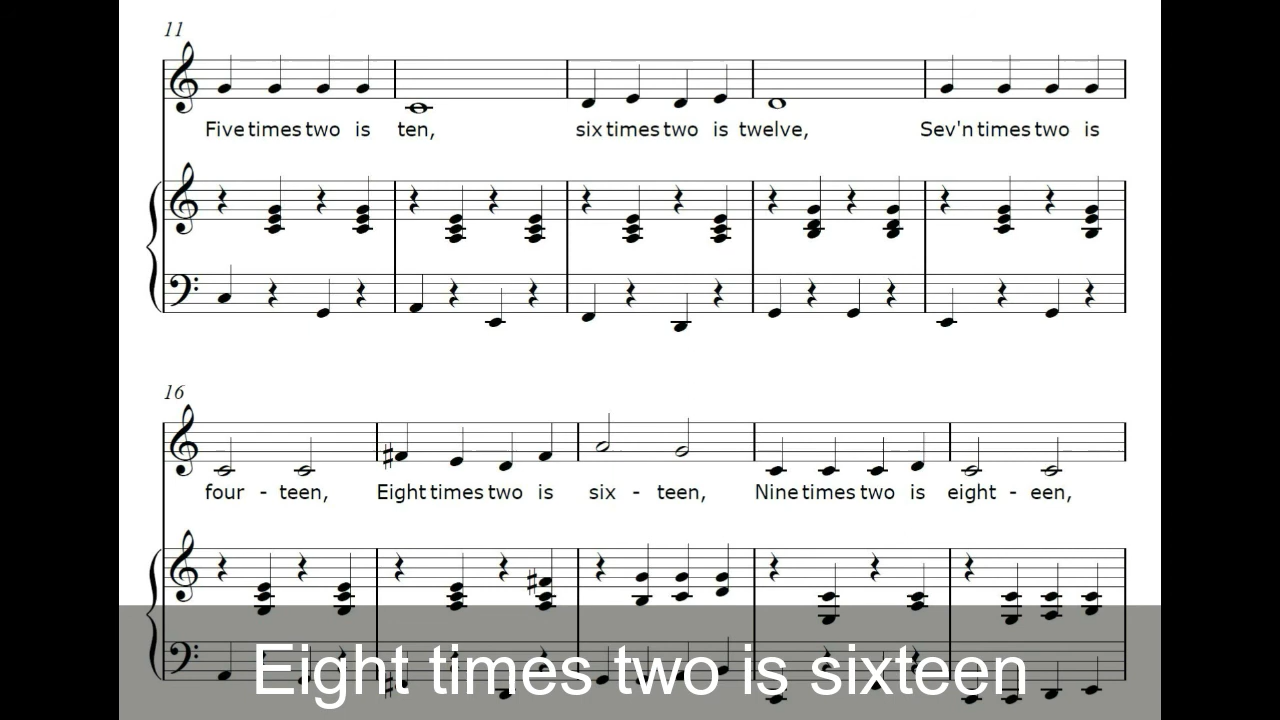 11
Five times two is ten, six times two is twelve, Sev'n times two is
16
four - teen, Eight times two is six - teen, Nine times two is eight - een,
Eight times two is sixteen